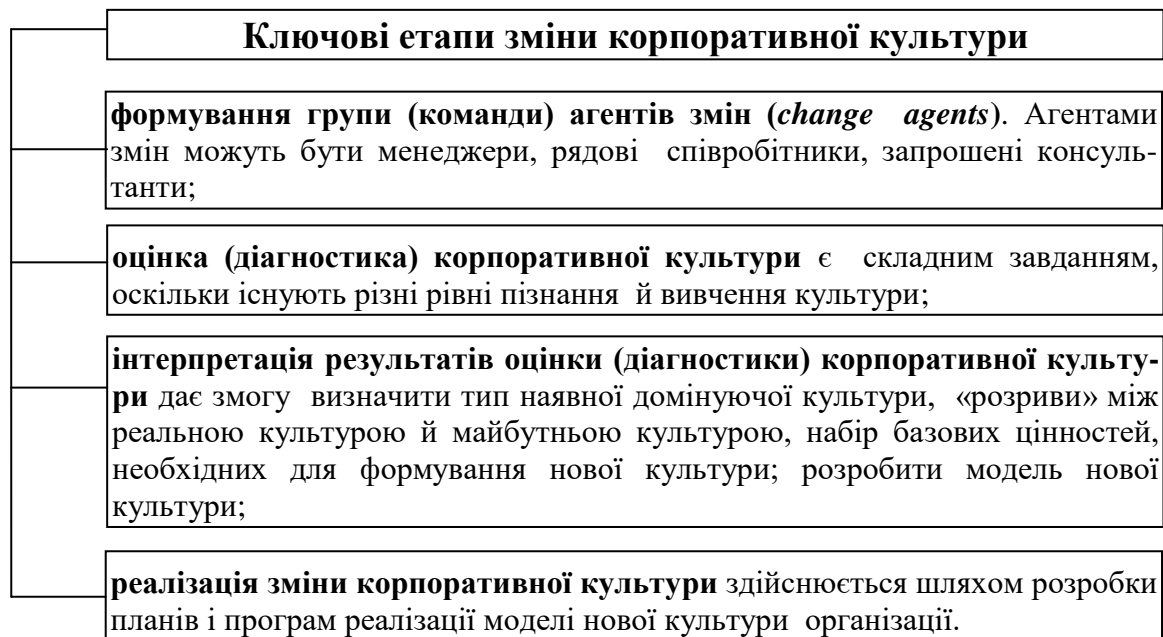 Ключові етапи зміни корпоративної культури
формування групи (команди) агентів змін (change agents). Агентами
змін можуть бути менеджери, рядові співробітники, запрошені консуль-
танти;
оцінка (діагностика) корпоративної культури є складним завданням,
оскільки існують різні рівні пізнання й вивчення культури;
інтерпретація результатів оцінки (діагностики) корпоративної культу-
ри дає змогу визначити тип наявної домінуючої культури, «розриви» між
реальною культурою й майбутньою культурою, набір базових цінностей,
необхідних для формування нової культури; розробити модель нової
культури;
реалізація зміни корпоративної культури здійснюється шляхом розробки
планів і програм реалізації моделі нової культури організації.